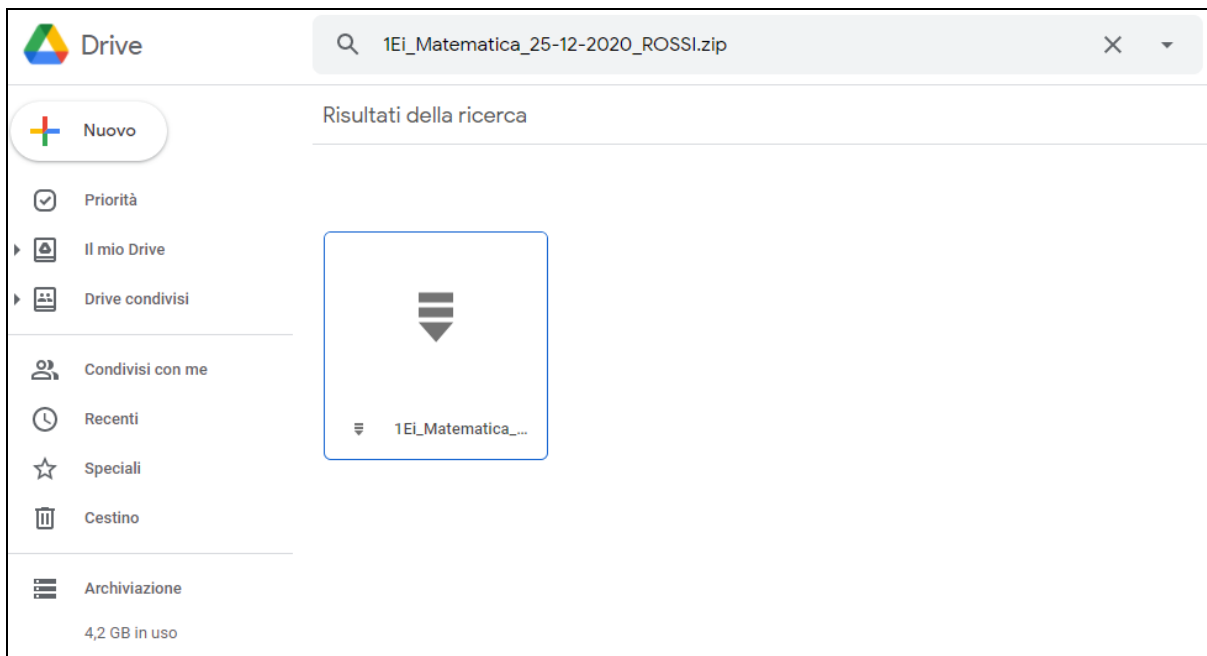 Drive
1Ei_Matematica_25-12-2020_ROSSI.zip
Nuovo
Risultati della ricerca
Priorità
Il mio Drive
Drive condivisi
Condivisi con me
Recenti
Speciali
Cestino
Archiviazione
4,2 GB in uso
1Ei_Matematica_...